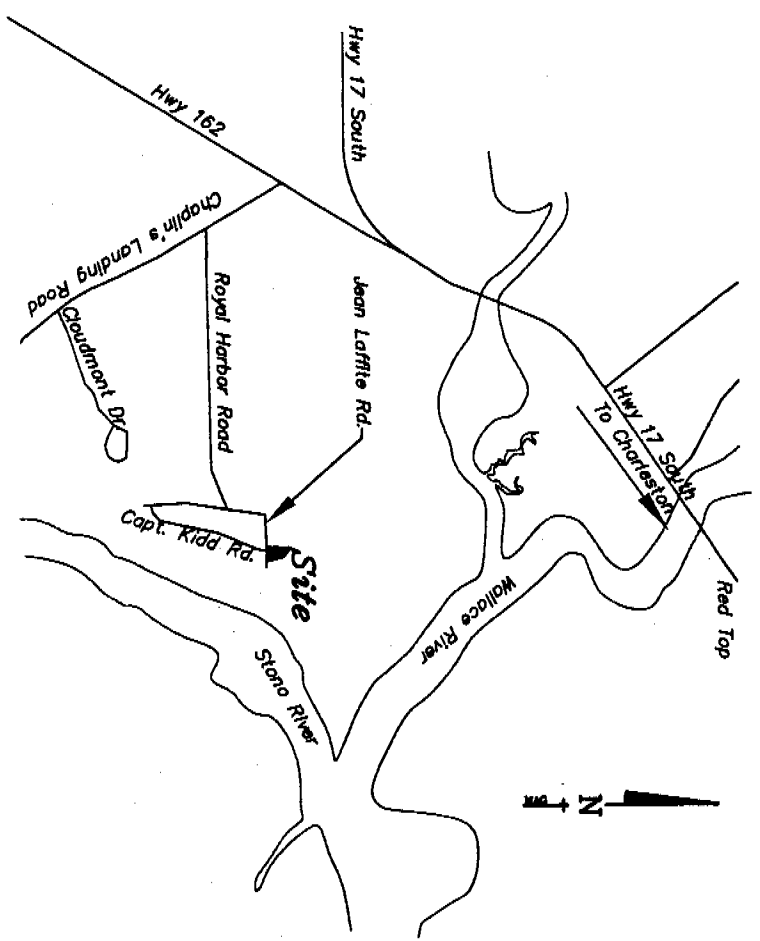 Hwy 17 South
Hwy 162
Chaplin's Landing Road
Royal Harbor Road
Jean Laffite Rd.
Cloudmont Dr.
Hwy 17 South
To Charleston
Red Top
Capt. Kidd Rd.
Site
Wallace River
Stono River
N